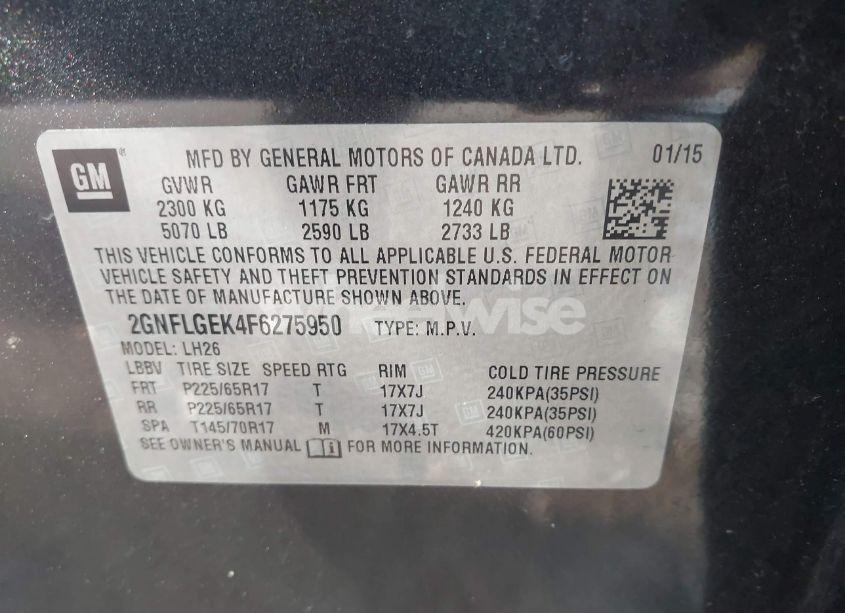 GM
MFD BY GENERAL MOTORS OF CANADA LTD. 01/15
GVWR GAWR FRT GAWR RR
2300 KG 1175 KG 1240 KG
5070 LB 2590 LB 2733 LB
THIS VEHICLE CONFORMS TO ALL APPLICABLE U.S. FEDERAL MOTOR
VEHICLE SAFETY AND THEFT PREVENTION STANDARDS IN EFFECT ON
THE DATE OF MANUFACTURE SHOWN ABOVE.
2GNFLGEK4F6275950 TYPE: M.P.V.
MODEL: LH26
LBBV TIRE SIZE SPEED RTG RIM COLD TIRE PRESSURE
FRT P225/65R17 T 17X7J 240KPA(35PSI)
RR P225/65R17 T 17X7J 240KPA(35PSI)
SPA T145/70R17 M 17X4.5T 420KPA(60PSI)
SEE OWNER'S MANUAL FOR MORE INFORMATION.